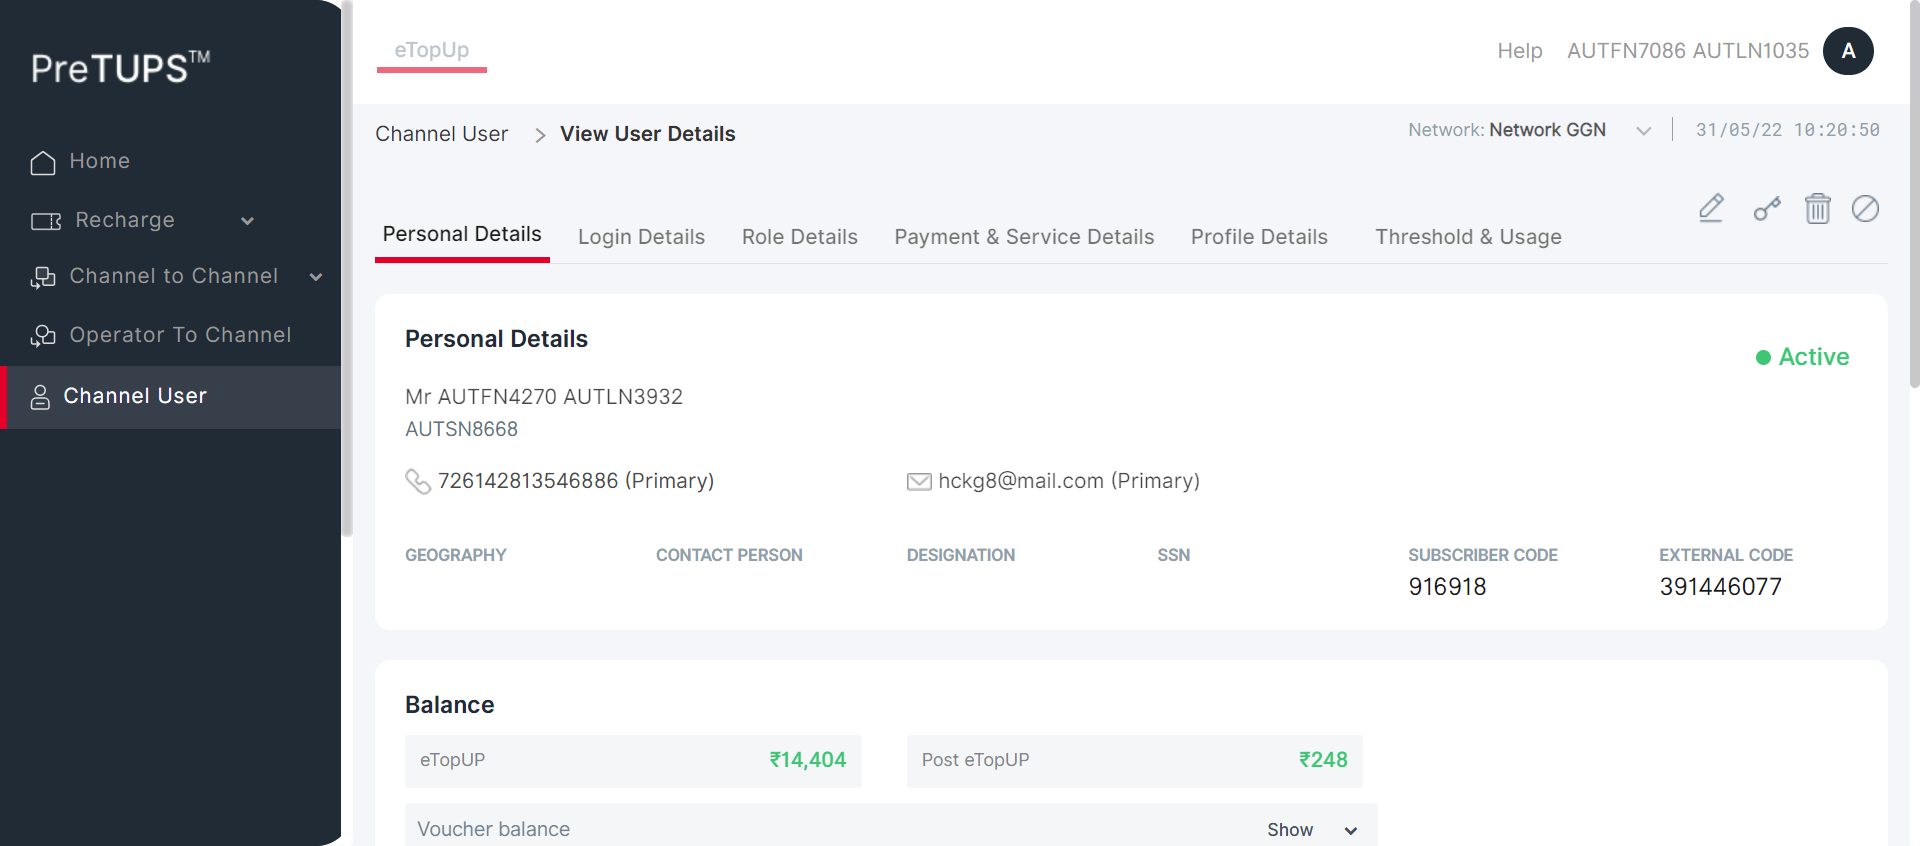 PreTUPS™
Home
Recharge
Channel to Channel
Operator To Channel
Channel User
eTopUp
Help AUTFN7086 AUTLN1035 A
Channel User > View User Details
Network: Network GGN 31/05/22 10:20:50
Personal Details Login Details Role Details Payment & Service Details Profile Details Threshold & Usage
Personal Details
Active
Mr AUTFN4270 AUTLN3932
AUTSN8668
726142813546886 (Primary) hckg8@mail.com (Primary)
GEOGRAPHY CONTACT PERSON DESIGNATION SSN SUBSCRIBER CODE EXTERNAL CODE
916918 391446077
Balance
eTopUP ₹14,404 Post eTopUP ₹248
Voucher balance Show